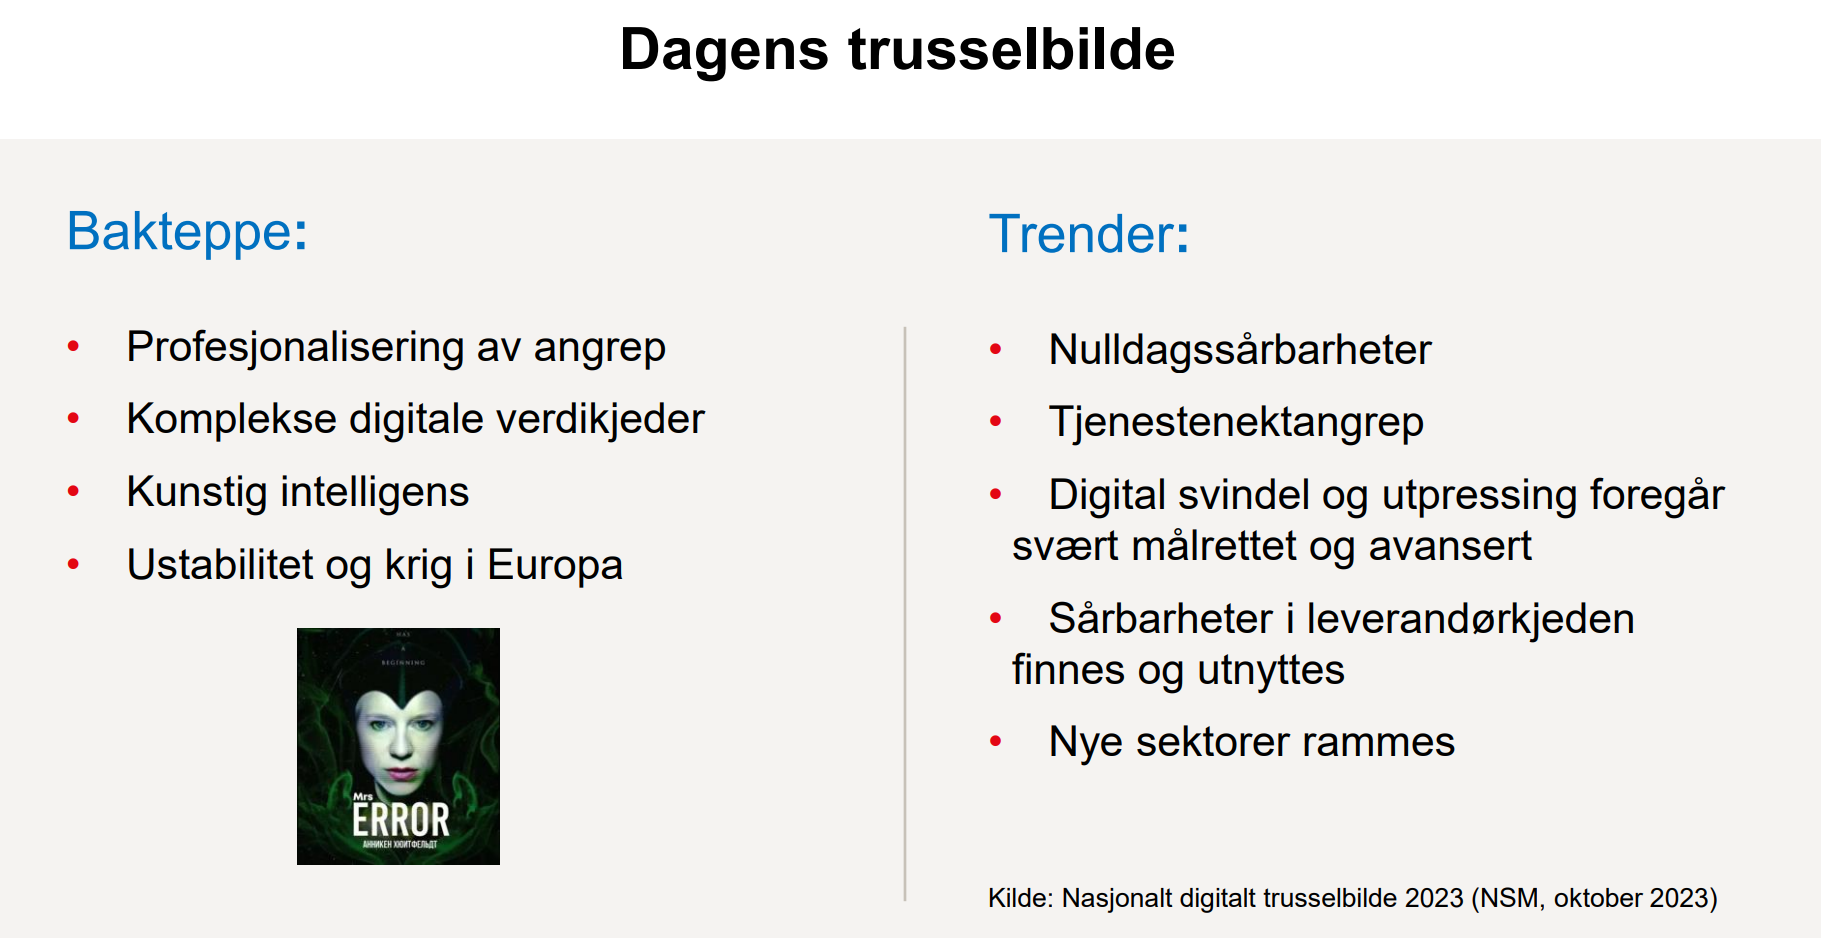 Dagens trusselbilde
Bakteppe:
• Profesjonalisering av angrep
• Komplekse digitale verdikjeder
• Kunstig intelligens
• Ustabilitet og krig i Europa
BEGINNING
Mrs
ERROR
АННИКЕН ХЮИТФЕЛЬДТ
Trender:
• Nulldagssårbarheter
• Tjenestenektangrep
• Digital svindel og utpressing foregår
svært målrettet og avansert
• Sårbarheter i leverandørkjeden
finnes og utnyttes
• Nye sektorer rammes
Kilde: Nasjonalt digitalt trusselbilde 2023 (NSM, oktober 2023)